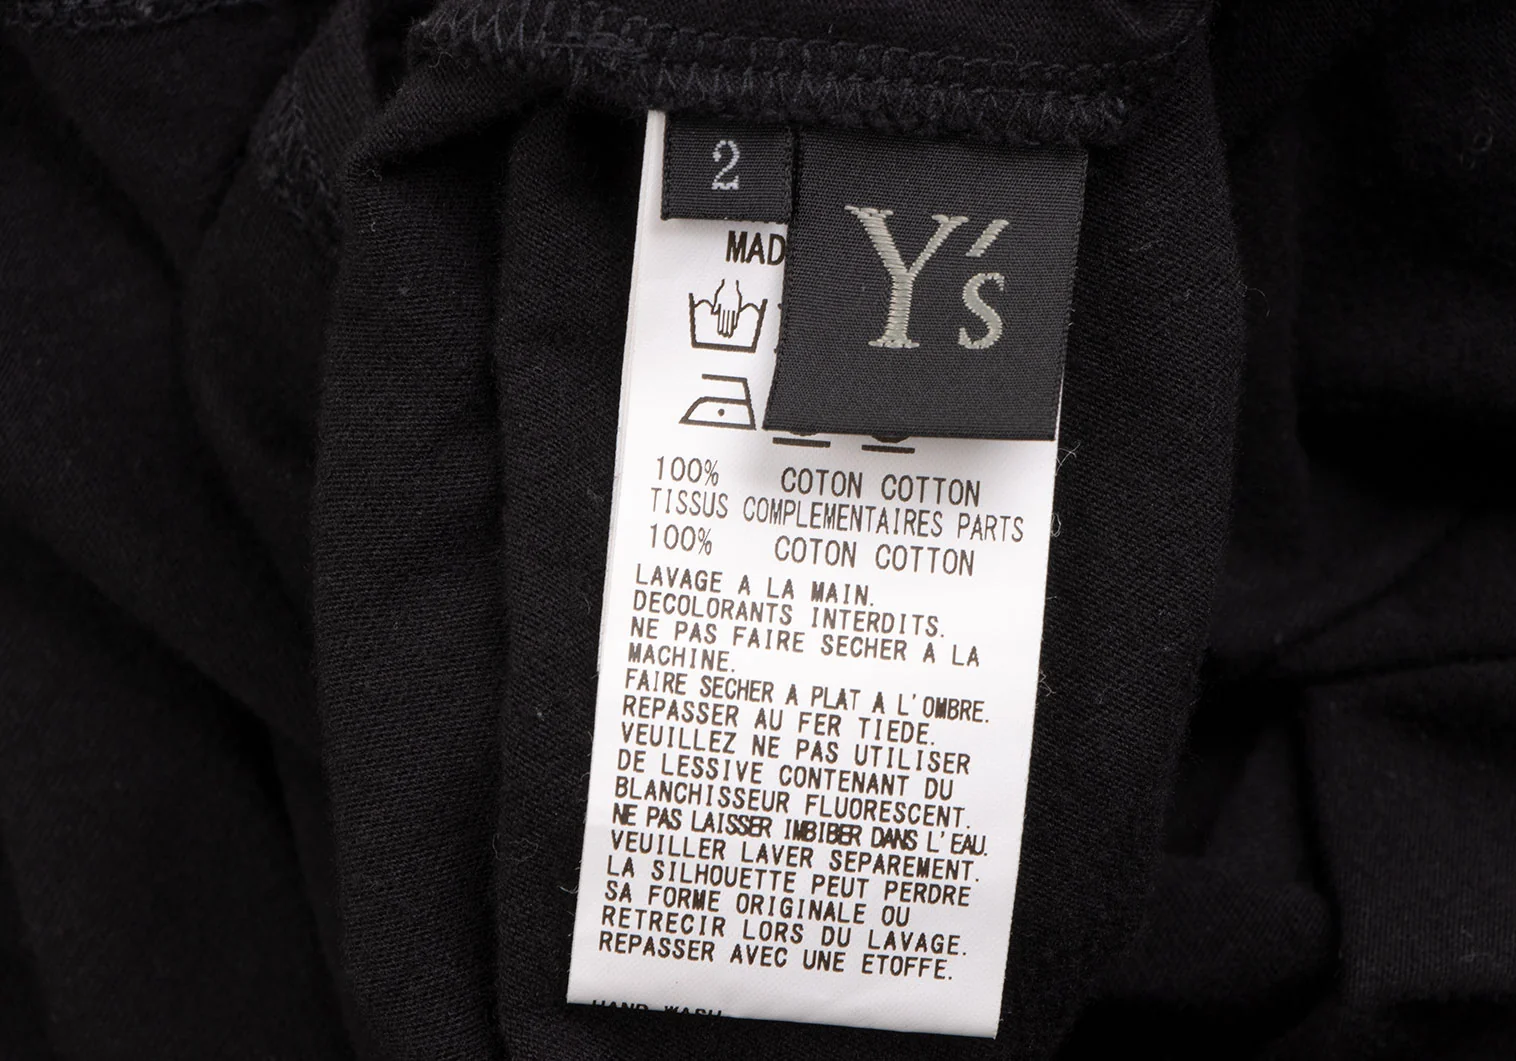 2
Y's
MAD
100% COTON COTTON
TISSUS COMPLEMENTAIRES PARTS
100% COTON COTTON
LAVAGE A LA MAIN.
DECOLORANTS INTERDITS.
NE PAS FAIRE SECHER A LA
MACHINE.
FAIRE SECHER A PLAT A L'OMBRE.
REPASSER AU FER TIEDE.
VEUILLEZ NE PAS UTILISER
DE LESSIVE CONTENANT DU
BLANCHISSEUR FLUORESCENT.
NE PAS LAISSER IMBIBER DANS L'EAU.
VEUILLER LAVER SEPAREMENT.
LA SILHOUETTE PEUT PERDRE
SA FORME ORIGINALE OU
RETRECIR LORS DU LAVAGE.
REPASSER AVEC UNE ETOFFE.
HAND WASH